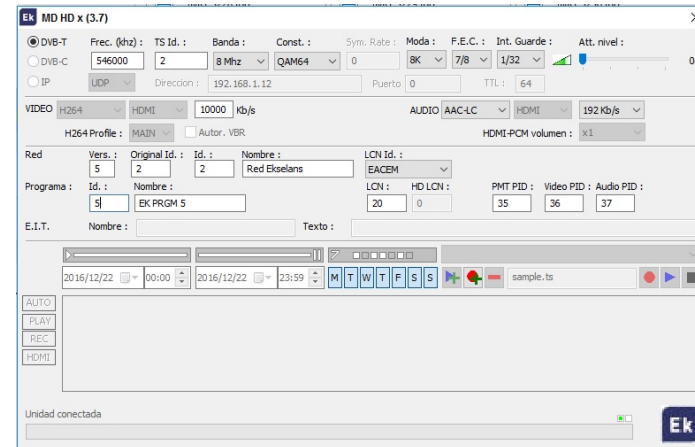 Ek MD HD x (3.7)
DVB-T Frec. (khz) : TS Id. : Banda : Const. : Sym. Rate : Moda : F.E.C. : Int. Guarde : Att. nivel :
DVB-C 546000 2 8 Mhz QAM64 0 8K 7/8 1/32 0
IP UDP Direccion : 192.168.1.12 Puerto 0 TTL : 64
VIDEO H264 HDMI 10000 Kb/s AUDIO AAC-LC HDMI 192 Kb/s
H264 Profile : MAIN Autor. VBR HDMI-PCM volumen : x1
Red Vers. : Original Id. : Id. : Nombre : LCN Id. :
5 2 2 Red Ekselans EACEM
Programa : Id. : Nombre : LCN : HD LCN : PMT PID : Video PID : Audio PID :
5 EK PRGM 5 20 0 35 36 37
E.I.T. Nombre : Texto :
2016/12/22 00:00 2016/12/22 23:59 M T W T F S S sample.ts
AUTO
PLAY
REC
HDMI
Unidad conectada
Ek